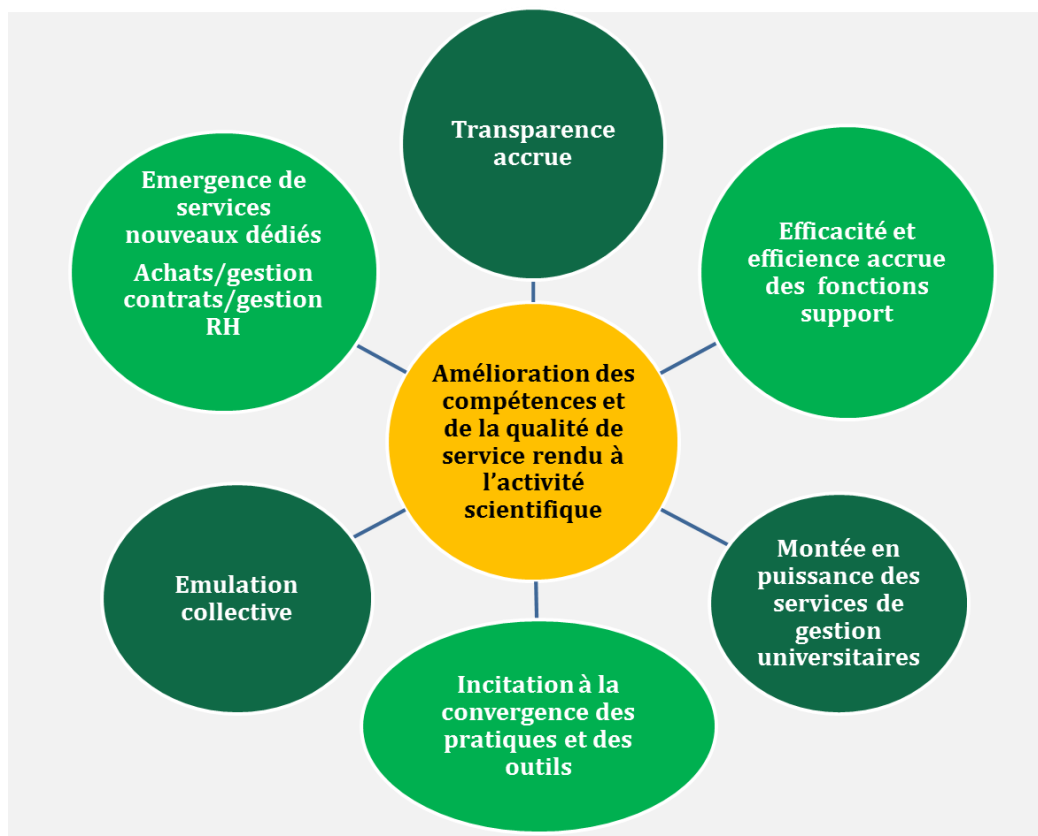 Transparence
accrue
Emergence de
services
nouveaux dédiés
Achats/gestion
contrats/gestion
RH
Efficacité et
efficience accrue
des fonctions
support
Amélioration des
compétences et
de la qualité de
service rendu à
l’activité
scientifique
Emulation
collective
Montée en
puissance des
services de
gestion
universitaires
Incitation à la
convergence des
pratiques et des
outils